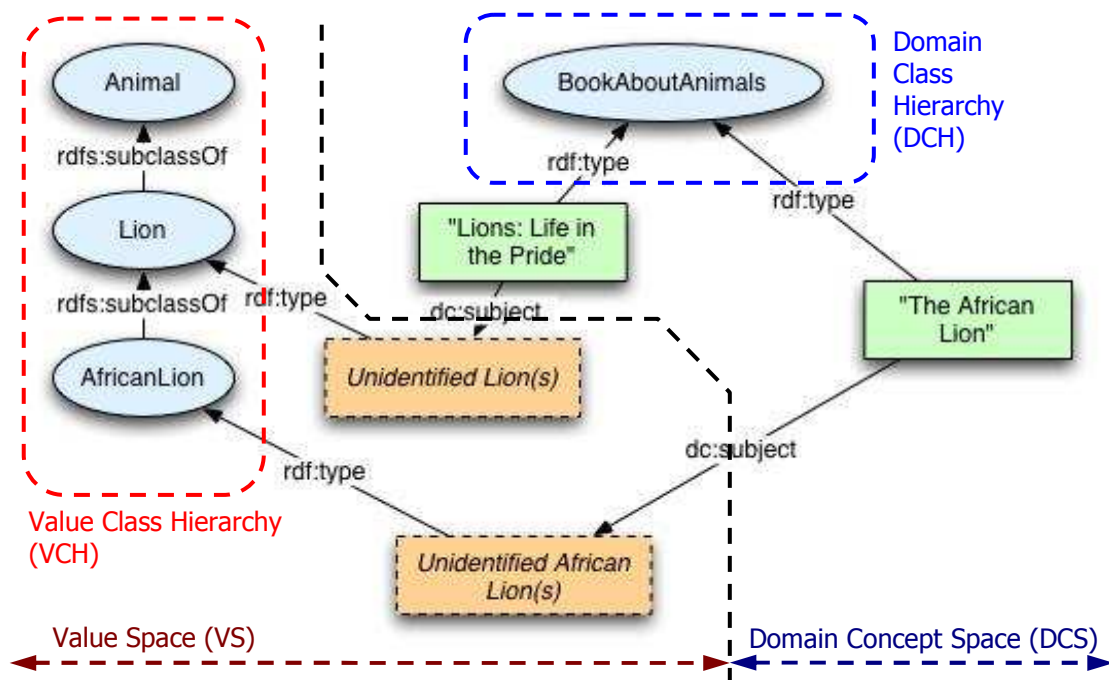 Animal
rdfs:subclassOf
Lion
rdfs:subclassOf
AfricanLion
Value Class Hierarchy
(VCH)
rdf:type
Unidentified Lion(s)
rdf:type
Unidentified African
Lion(s)
BookAboutAnimals
Domain
Class
Hierarchy
(DCH)
rdf:type
rdf:type
"Lions: Life in
the Pride"
dc:subject
"The African
Lion"
dc:subject
Value Space (VS)
Domain Concept Space (DCS)